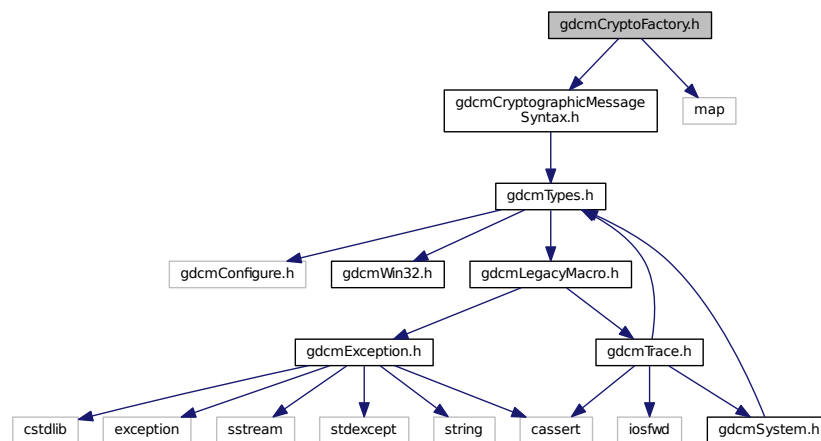 gdcmCryptoFactory.h
gdcmCryptographicMessage
Syntax.h
map
gdcmTypes.h
gdcmConfigure.h
gdcmWin32.h
gdcmLegacyMacro.h
gdcmException.h
gdcmTrace.h
cstdlib
exception
sstream
stdexcept
string
cassert
iosfwd
gdcmSystem.h